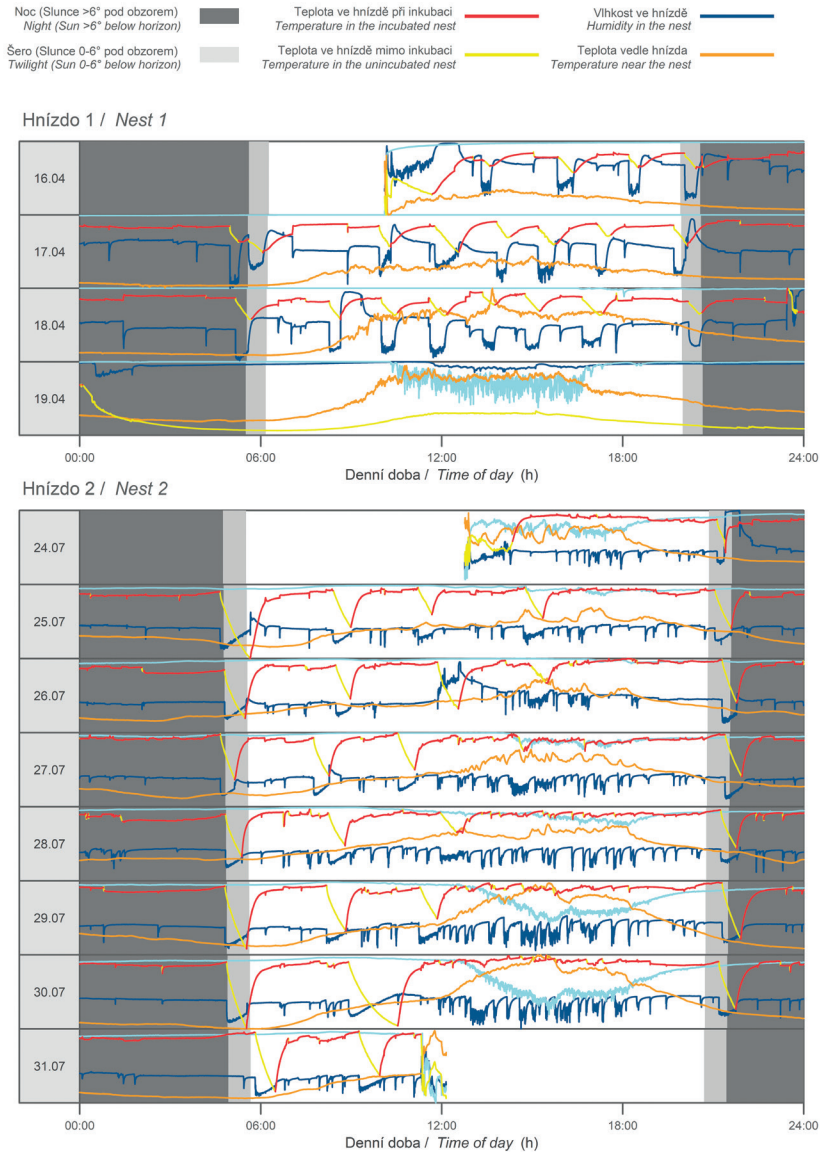 Noc (Slunce >6° pod obzorem)
Night (Sun >6° below horizon)
Teplota ve hnízdě při inkubaci
Temperature in the incubated nest
Vlhkost ve hnízdě
Humidity in the nest
Šero (Slunce 0-6° pod obzorem)
Twilight (Sun 0-6° below horizon)
Teplota ve hnízdě mimo inkubaci
Temperature in the unincubated nest
Teplota vedle hnízda
Temperature near the nest
Hnízdo 1 / Nest 1
16.04
17.04
18.04
19.04
00:00 06:00 12:00 18:00 24:00
Denní doba / Time of day (h)
Hnízdo 2 / Nest 2
24.07
25.07
26.07
27.07
28.07
29.07
30.07
31.07
00:00 06:00 12:00 18:00 24:00
Denní doba / Time of day (h)